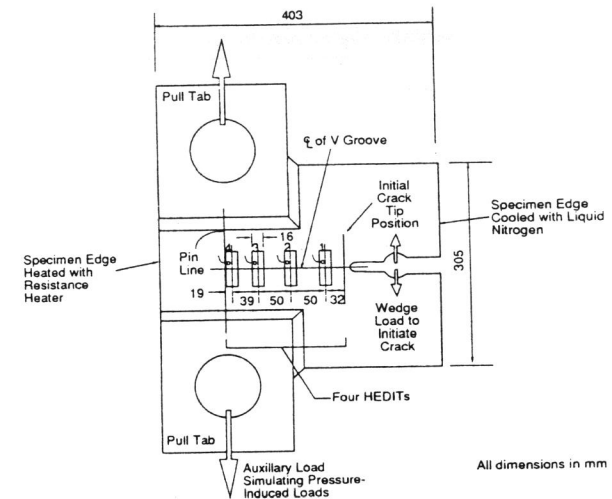 403
Pull Tab
℄ of V Groove
Initial
Crack
Tip
Position
Specimen Edge
Cooled with Liquid
Nitrogen
Pin
Line
16
4
3
2
1
Specimen Edge
Heated with
Resistance
Heater
19
39
50
50
32
305
Wedge
Load to
Initiate
Crack
Four HEDITs
Pull Tab
Auxillary Load
Simulating Pressure-
Induced Loads
All dimensions in mm